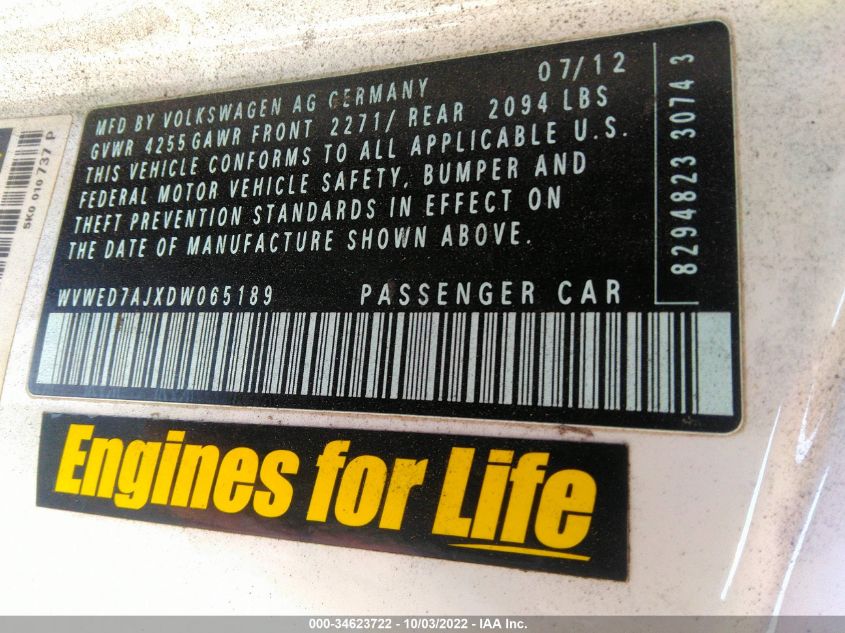 07/12
MFD BY VOLKSWAGEN AG GERMANY
GVWR 4255 GAWR FRONT 2271/ REAR 2094 LBS
THIS VEHICLE CONFORMS TO ALL APPLICABLE U.S.
FEDERAL MOTOR VEHICLE SAFETY, BUMPER AND
THEFT PREVENTION STANDARDS IN EFFECT ON
THE DATE OF MANUFACTURE SHOWN ABOVE.
WVWED7AJXDW065189 PASSENGER CAR
8294823 3074 3
5K0 010 737 P
Engines for Life
000-34623722 - 10/03/2022 - IAA Inc.